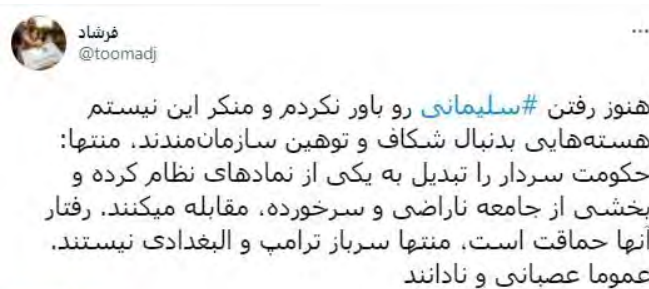 فرشاد
@toomadj
...
هنوز رفتن #سلیمانی رو باور نکردم و منکر این نیستم
هسته‌هایی بدنبال شکاف و توهین سازمان‌مندند، منتها:
حکومت سردار را تبدیل به یکی از نمادهای نظام کرده و
بخشی از جامعه ناراضی و سرخورده، مقابله میکنند. رفتار
آنها حماقت است، منتها سرباز ترامپ و البغدادی نیستند.
عموما عصبانی و نادانند